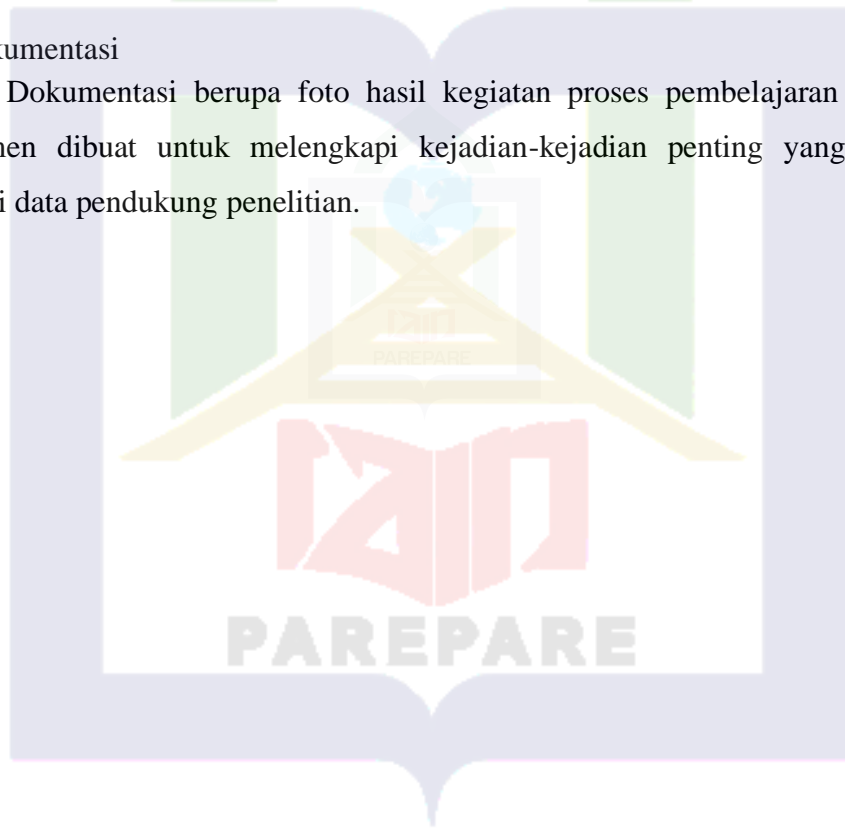 kumentasi
Dokumentasi berupa foto hasil kegiatan proses pembelajaran
men dibuat untuk melengkapi kejadian-kejadian penting yang
i data pendukung penelitian.
PAREPARE
PAREPARE